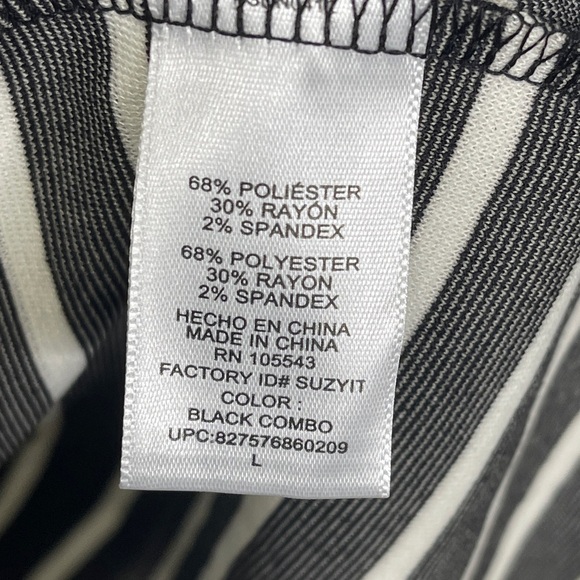 68% POLIÉSTER
30% RAYÓN
2% SPANDEX
68% POLYESTER
30% RAYON
2% SPANDEX
HECHO EN CHINA
MADE IN CHINA
RN 105543
FACTORY ID# SUZYIT
COLOR :
BLACK COMBO
UPC:827576860209
L